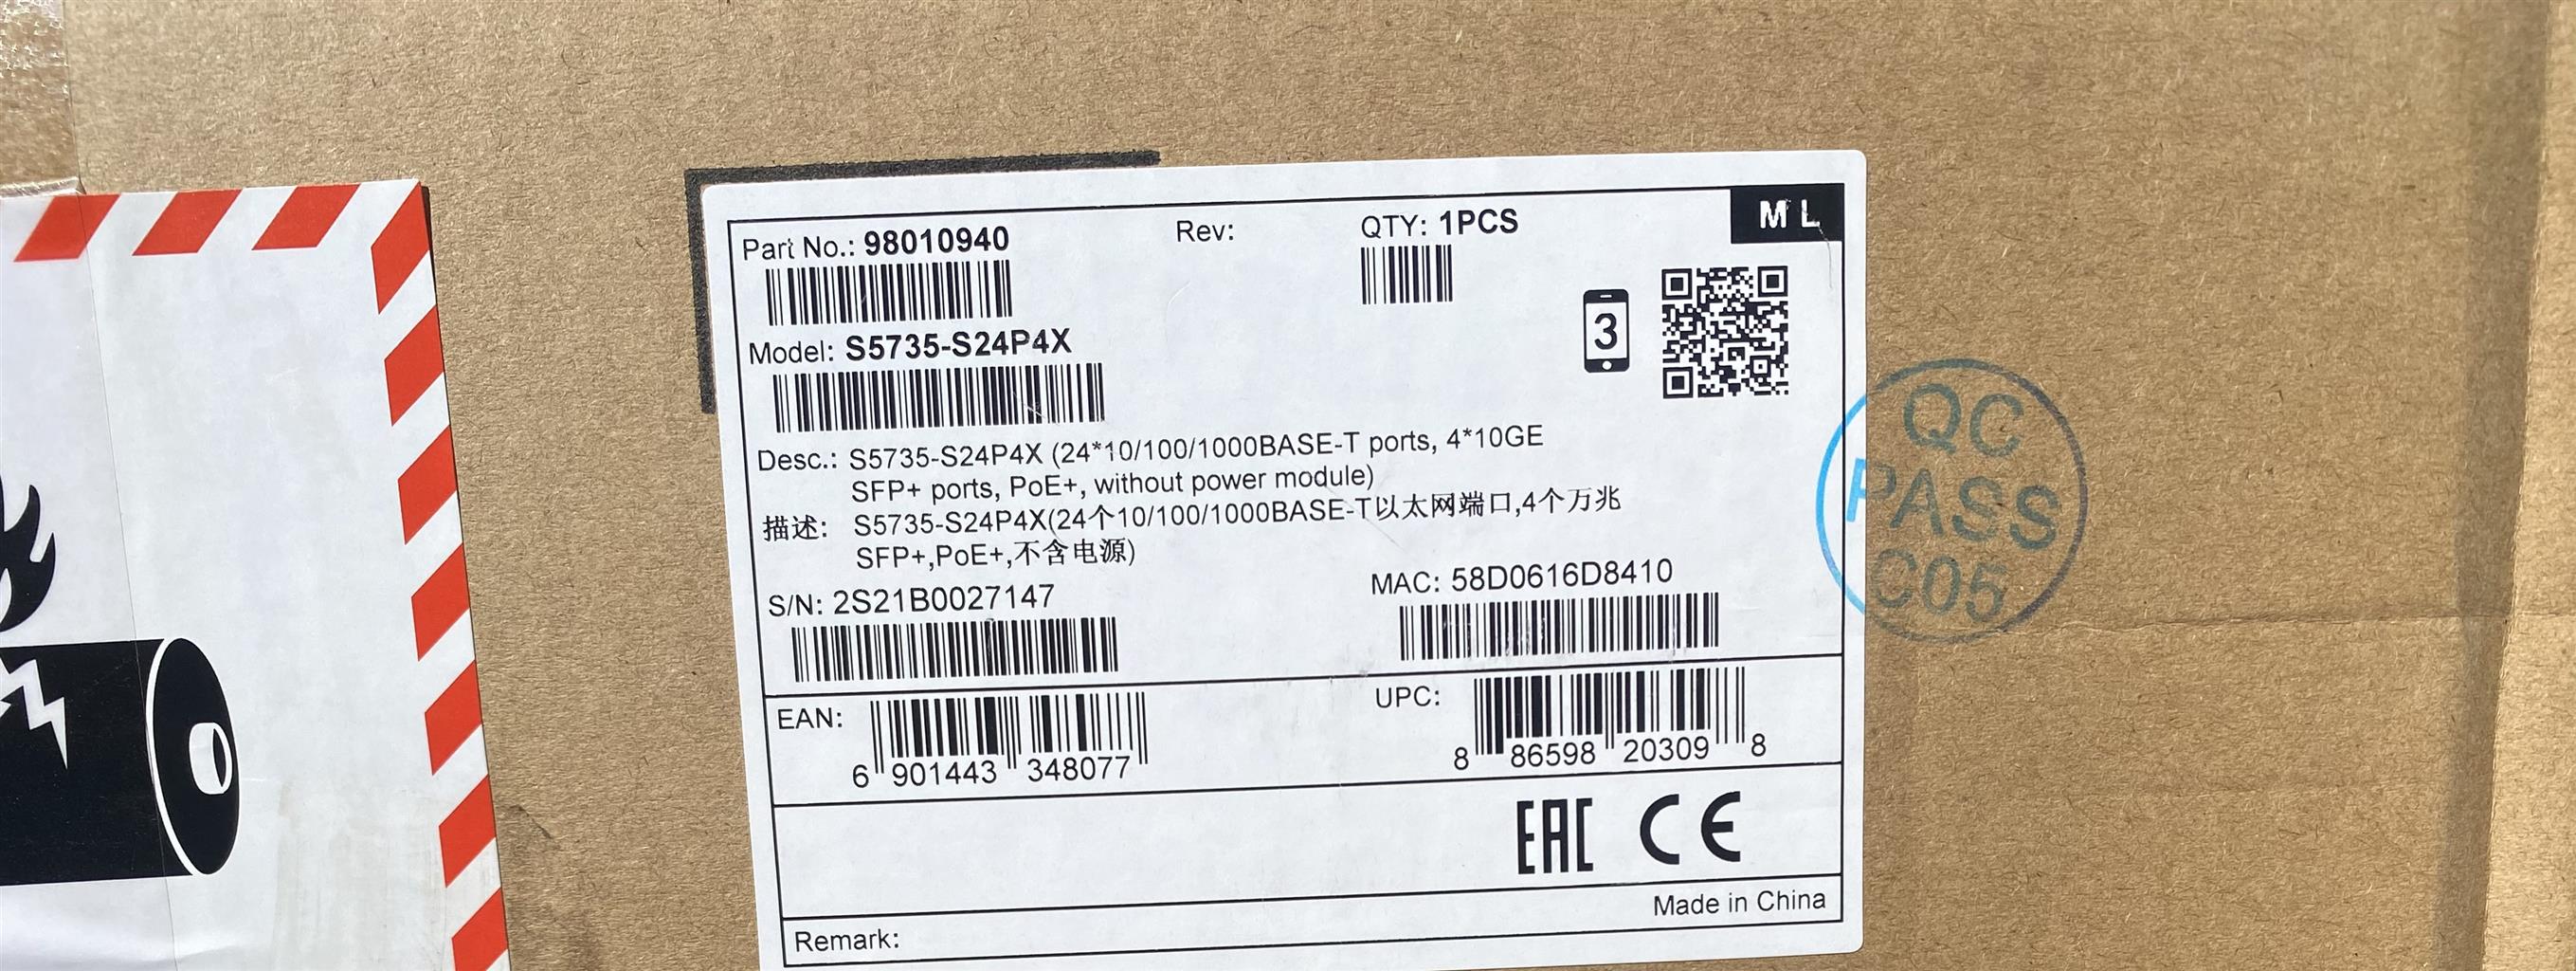 Part No.: 98010940
Rev:
QTY: 1PCS
M L
Model: S5735-S24P4X
3
Desc.: S5735-S24P4X (24*10/100/1000BASE-T ports, 4*10GE
SFP+ ports, PoE+, without power module)
描述: S5735-S24P4X(24个10/100/1000BASE-T以太网端口,4个万兆
SFP+,PoE+,不含电源)
S/N: 2S21B0027147
MAC: 58D0616D8410
EAN:
6 901443 348077
UPC:
8 86598 20309 8
EAC CE
Made in China
Remark:
QC
PASS
C05